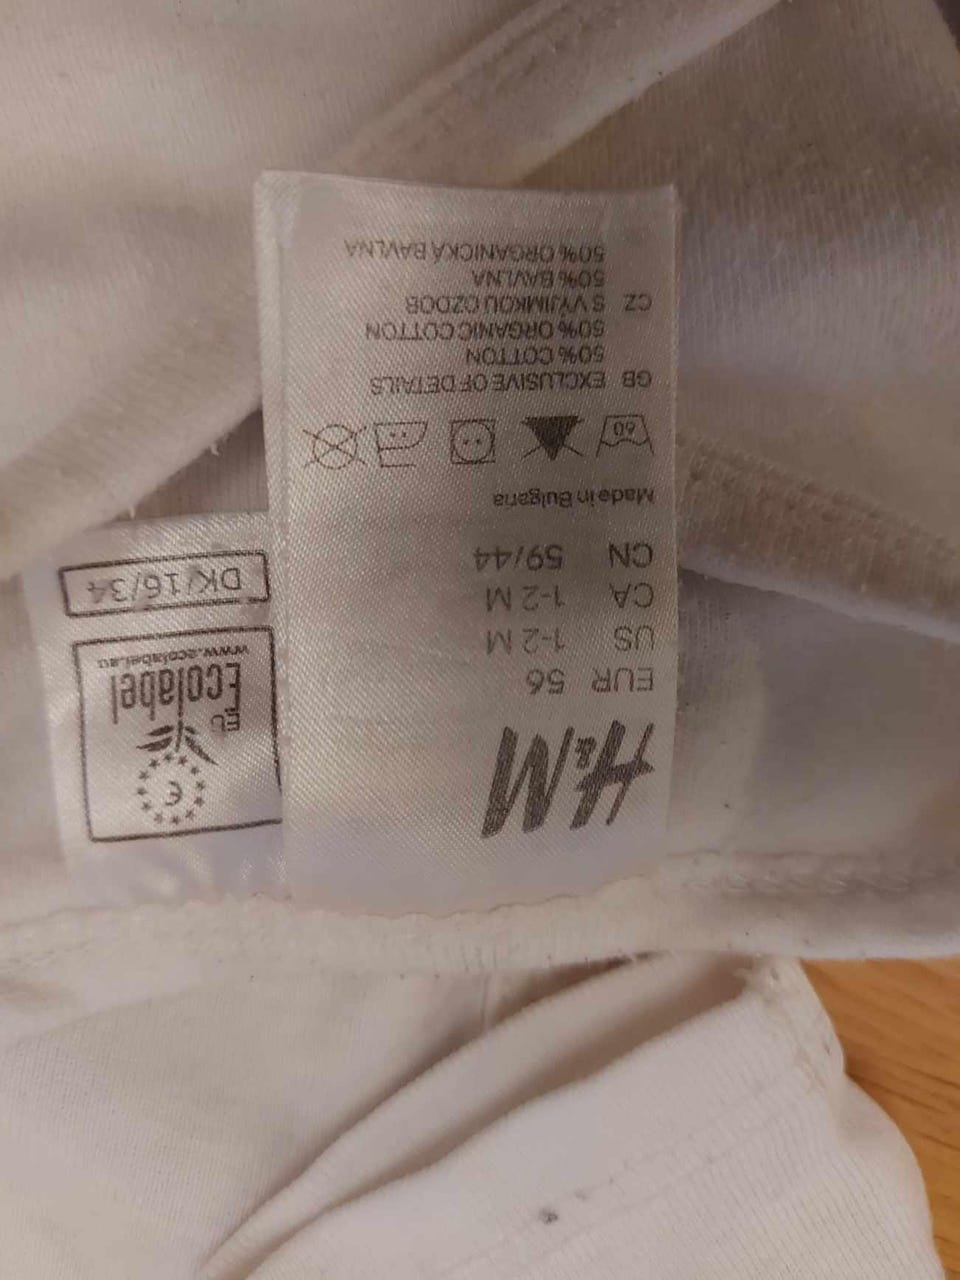 H&M
EUR 56
US 1-2 M
CA 1-2 M
CN 59/44
Made in Bulgaria
60
GB EXCLUSIVE OF DETAILS
50% COTTON
50% ORGANIC COTTON
CZ S VÝJIMKOU OZDOB
50% BAVLNA
50% ORGANICKÁ BAVLNA
€
EU
Ecolabel
www.ecolabel.eu
DK/16/34